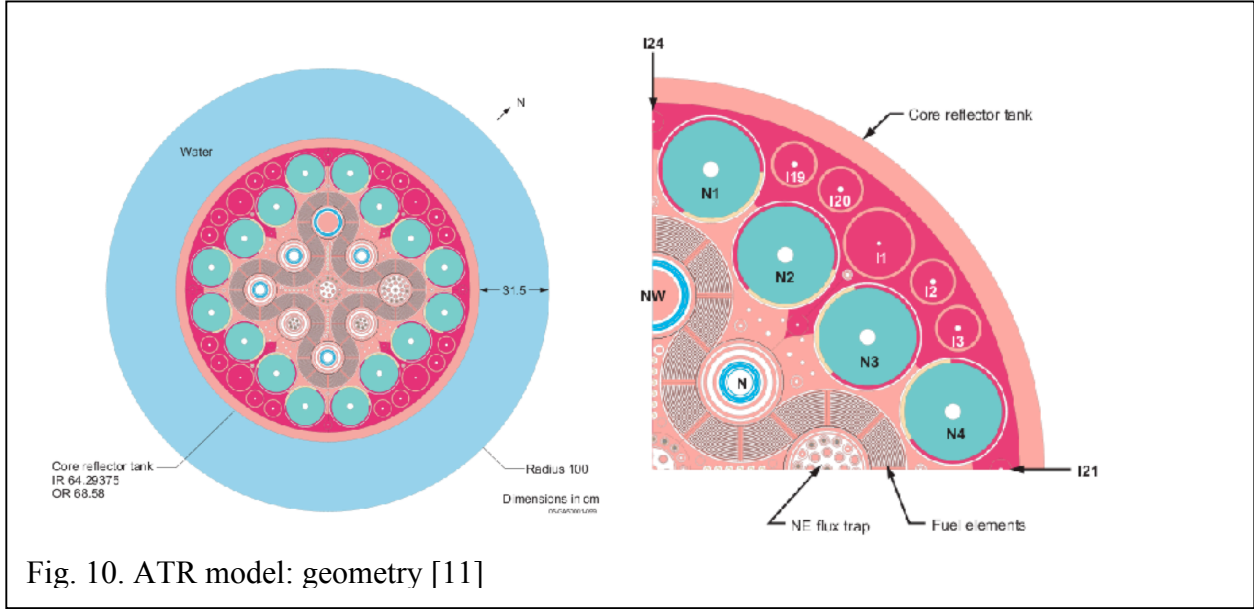 N
Water
31.5
Core reflector tank
IR 64.29375
OR 68.58
Radius 100
Dimensions in cm
I24
Core reflector tank
I19
N1
I20
I1
N2
I2
NW
I3
N3
N
N4
I21
NE flux trap
Fuel elements
Fig. 10. ATR model: geometry [11]